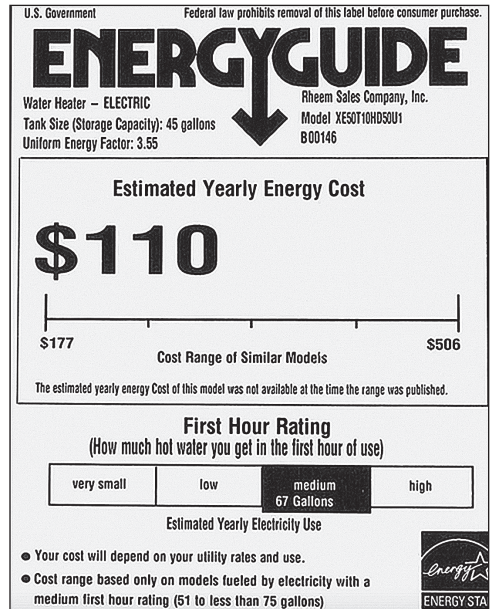 U.S. Government Federal law prohibits removal of this label before consumer purchase.
ENERGYGUIDE
Water Heater – ELECTRIC
Tank Size (Storage Capacity): 45 gallons
Uniform Energy Factor: 3.55
Rheem Sales Company, Inc.
Model XE50T10HD50U1
B00146
Estimated Yearly Energy Cost
$110
$177 $506
Cost Range of Similar Models
The estimated yearly energy Cost of this model was not available at the time the range was published.
First Hour Rating
(How much hot water you get in the first hour of use)
very small low medium high
67 Gallons
Estimated Yearly Electricity Use
● Your cost will depend on your utility rates and use.
● Cost range based only on models fueled by electricity with a
medium first hour rating (51 to less than 75 gallons)
energy
ENERGY STA